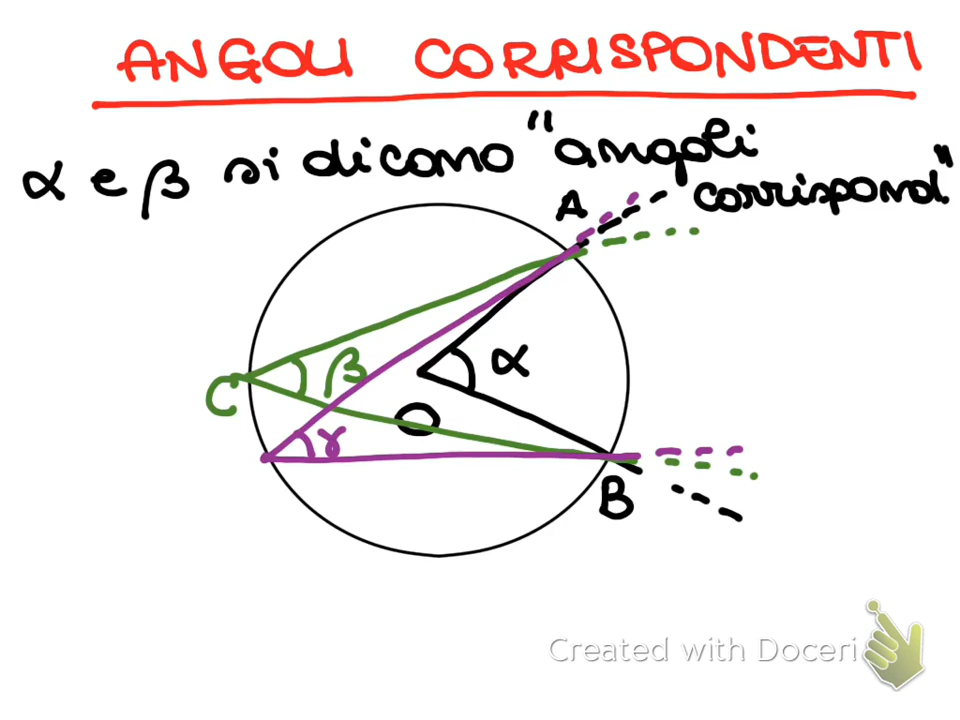 ANGOLI CORRISPONDENTI
α e β si dicono "angoli
corrispond."
A
C
β
α
O
γ
B
Created with Doceri